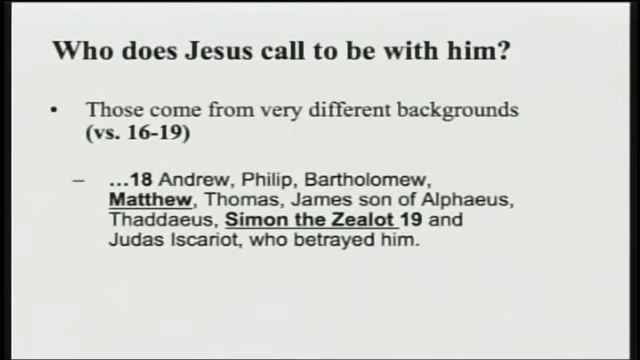 Who does Jesus call to be with him?
• Those come from very different backgrounds
(vs. 16-19)
– ...18 Andrew, Philip, Bartholomew,
Matthew, Thomas, James son of Alphaeus,
Thaddaeus, Simon the Zealot 19 and
Judas Iscariot, who betrayed him.